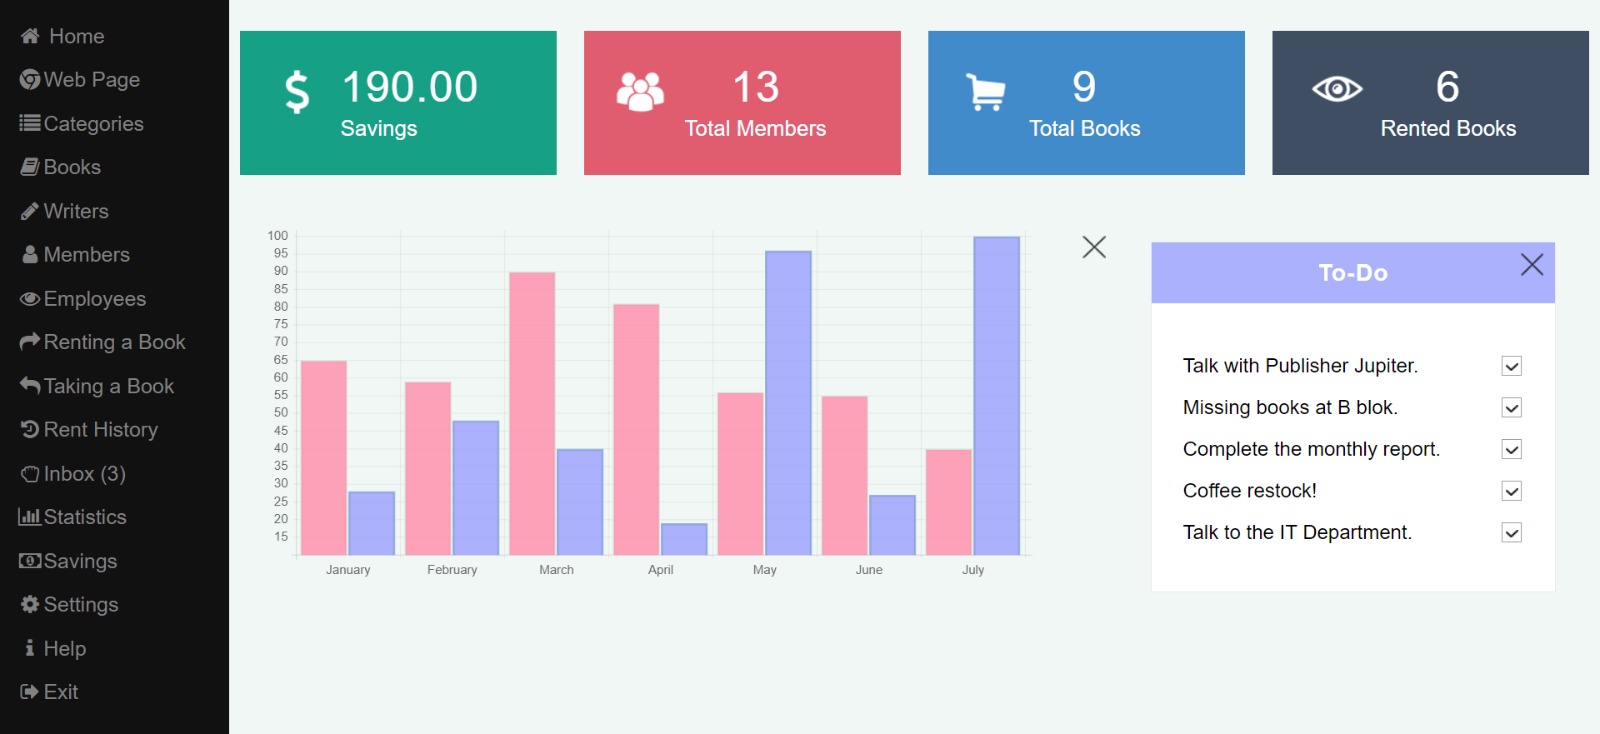 Home
Web Page
Categories
Books
Writers
Members
Employees
Renting a Book
Taking a Book
Rent History
Inbox (3)
Statistics
Savings
Settings
Help
Exit
190.00
Savings
13
Total Members
9
Total Books
6
Rented Books
100
95
90
85
80
75
70
65
60
55
50
45
40
35
30
25
20
15
January February March April May June July
To-Do
Talk with Publisher Jupiter.
Missing books at B blok.
Complete the monthly report.
Coffee restock!
Talk to the IT Department.